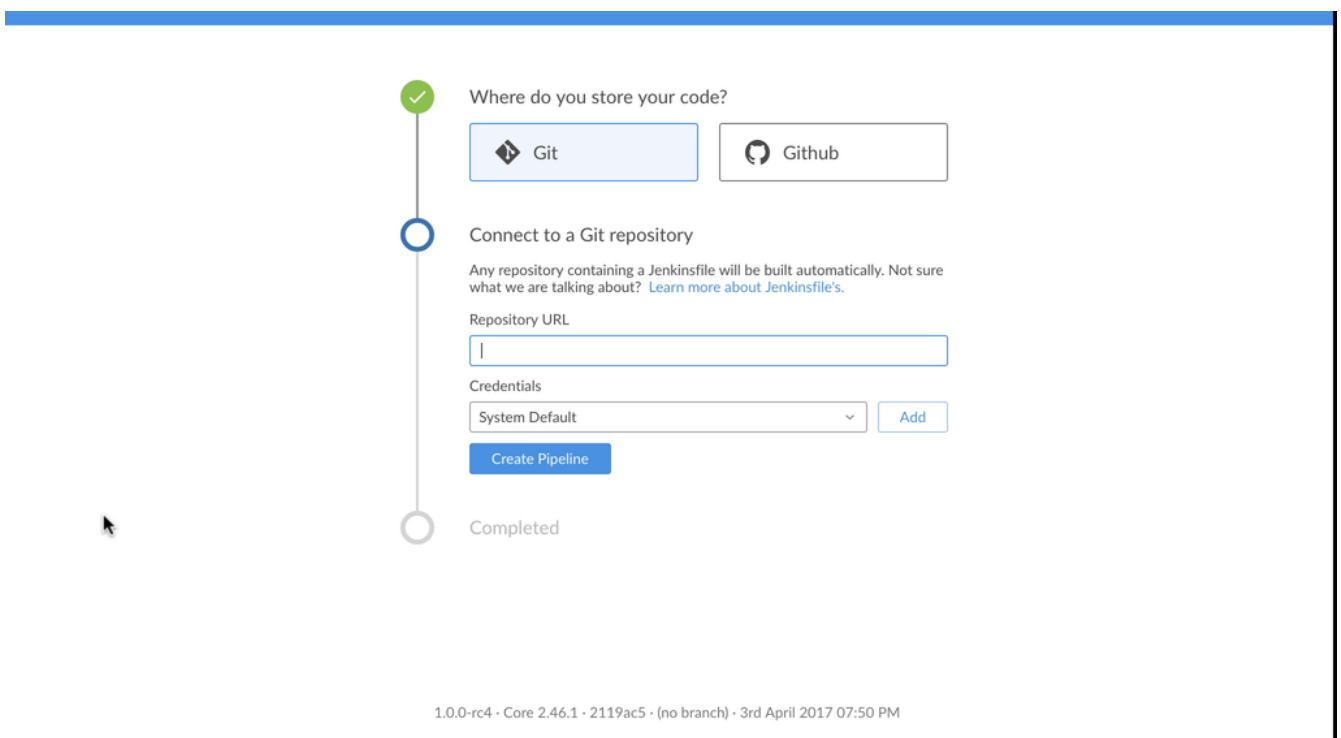 Where do you store your code?
Git
Github
Connect to a Git repository
Any repository containing a Jenkinsfile will be built automatically. Not sure
what we are talking about? Learn more about Jenkinsfile's.
Repository URL
Credentials
System Default
Add
Create Pipeline
Completed
1.0.0-rc4 · Core 2.46.1 · 2119ac5 · (no branch) · 3rd April 2017 07:50 PM